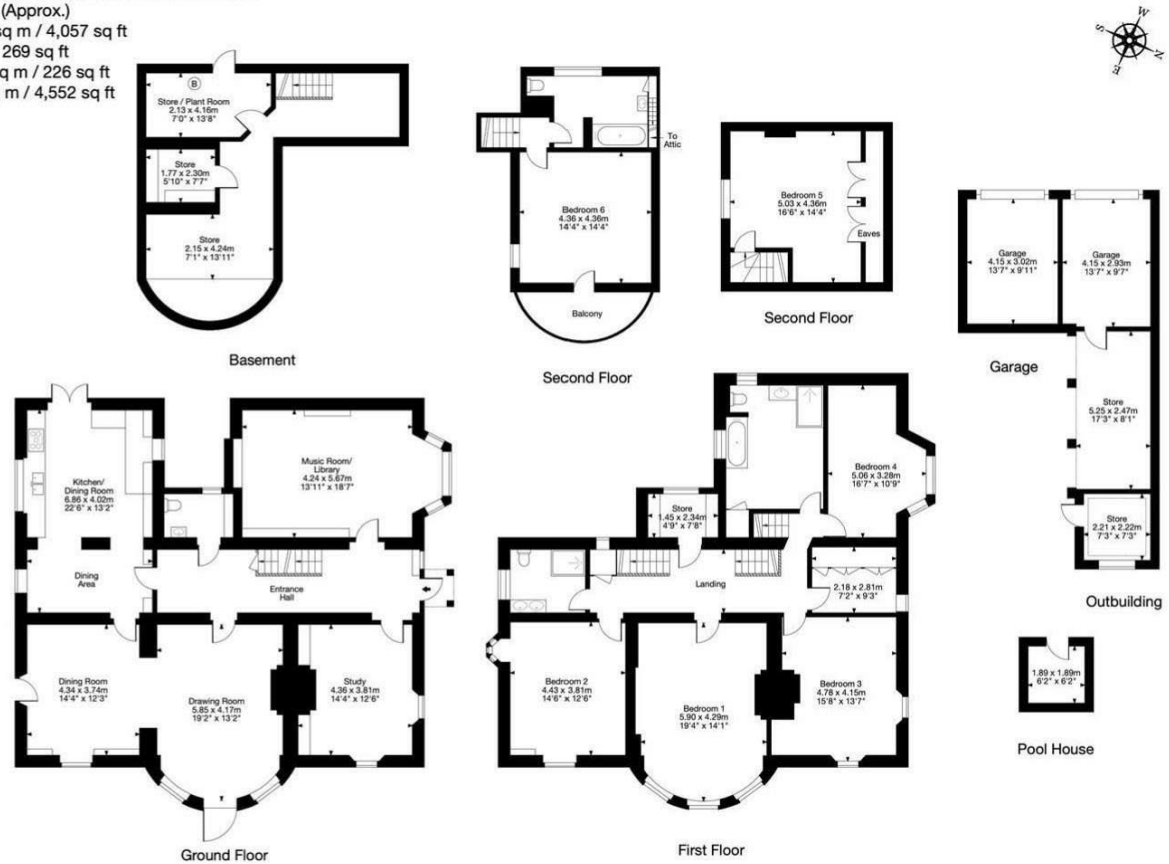 (Approx.)
sq m / 4,057 sq ft
269 sq ft
q m / 226 sq ft
m / 4,552 sq ft
W
S
N
E
B
Store / Plant Room
2.13 x 4.16m
7'0" x 13'8"
Store
1.77 x 2.30m
5'10" x 7'7"
Store
2.15 x 4.24m
7'1" x 13'11"
Basement
To
Attic
Bedroom 6
4.36 x 4.36m
14'4" x 14'4"
Balcony
Second Floor
Bedroom 5
5.03 x 4.36m
16'6" x 14'4"
Eaves
Second Floor
Garage
4.15 x 3.02m
13'7" x 9'11"
Garage
4.15 x 2.93m
13'7" x 9'7"
Garage
Store
5.25 x 2.47m
17'3" x 8'1"
Store
2.21 x 2.22m
7'3" x 7'3"
Outbuilding
Kitchen/
Dining Room
6.86 x 4.02m
22'6" x 13'2"
Music Room/
Library
4.24 x 5.67m
13'11" x 18'7"
Dining
Area
Entrance
Hall
Dining Room
4.34 x 3.74m
14'4" x 12'3"
Drawing Room
5.85 x 4.17m
19'2" x 13'2"
Study
4.36 x 3.81m
14'4" x 12'6"
Ground Floor
Bedroom 4
5.06 x 3.28m
16'7" x 10'9"
Store
1.45 x 2.34m
4'9" x 7'8"
Landing
2.18 x 2.81m
7'2" x 9'3"
Bedroom 2
4.43 x 3.81m
14'6" x 12'6"
Bedroom 1
5.90 x 4.29m
19'4" x 14'1"
Bedroom 3
4.78 x 4.15m
15'8" x 13'7"
First Floor
1.89 x 1.89m
6'2" x 6'2"
Pool House